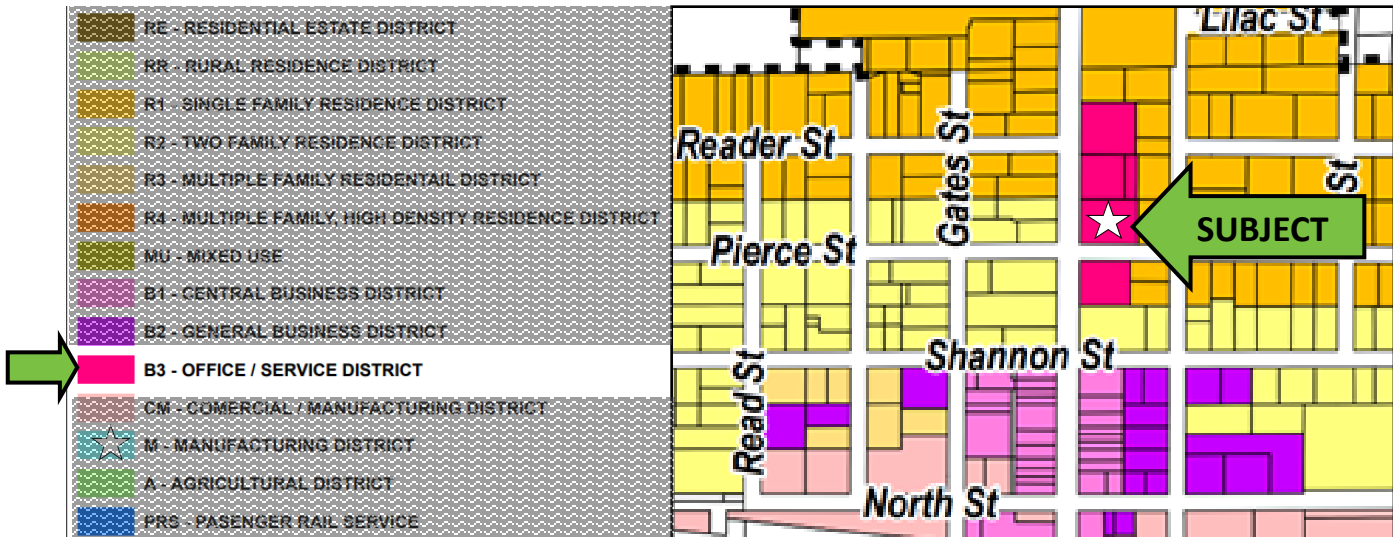 RE - RESIDENTIAL ESTATE DISTRICT
RR - RURAL RESIDENCE DISTRICT
R1 - SINGLE FAMILY RESIDENCE DISTRICT
R2 - TWO FAMILY RESIDENCE DISTRICT
R3 - MULTIPLE FAMILY RESIDENTAIL DISTRICT
R4 - MULTIPLE FAMILY, HIGH DENSITY RESIDENCE DISTRICT
MU - MIXED USE
B1 - CENTRAL BUSINESS DISTRICT
B2 - GENERAL BUSINESS DISTRICT
B3 - OFFICE / SERVICE DISTRICT
CM - COMERCIAL / MANUFACTURING DISTRICT
M - MANUFACTURING DISTRICT
A - AGRICULTURAL DISTRICT
PRS - PASENGER RAIL SERVICE
Lilac St
Reader St
Gates St
St
SUBJECT
Pierce St
Shannon St
Read St
North St